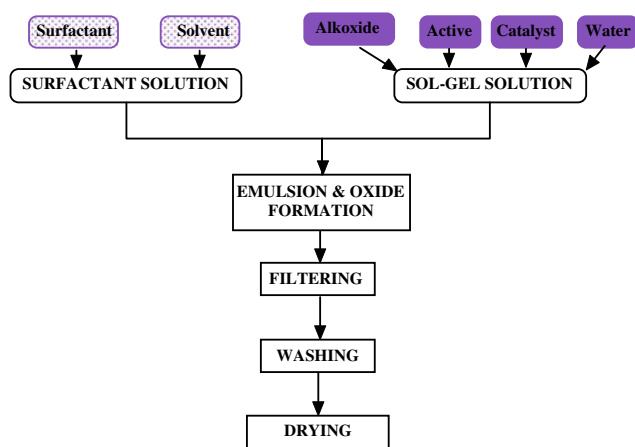 Surfactant
Solvent
Alkoxide
Active
Catalyst
Water
SURFACTANT SOLUTION
SOL-GEL SOLUTION
EMULSION & OXIDE
FORMATION
FILTERING
WASHING
DRYING